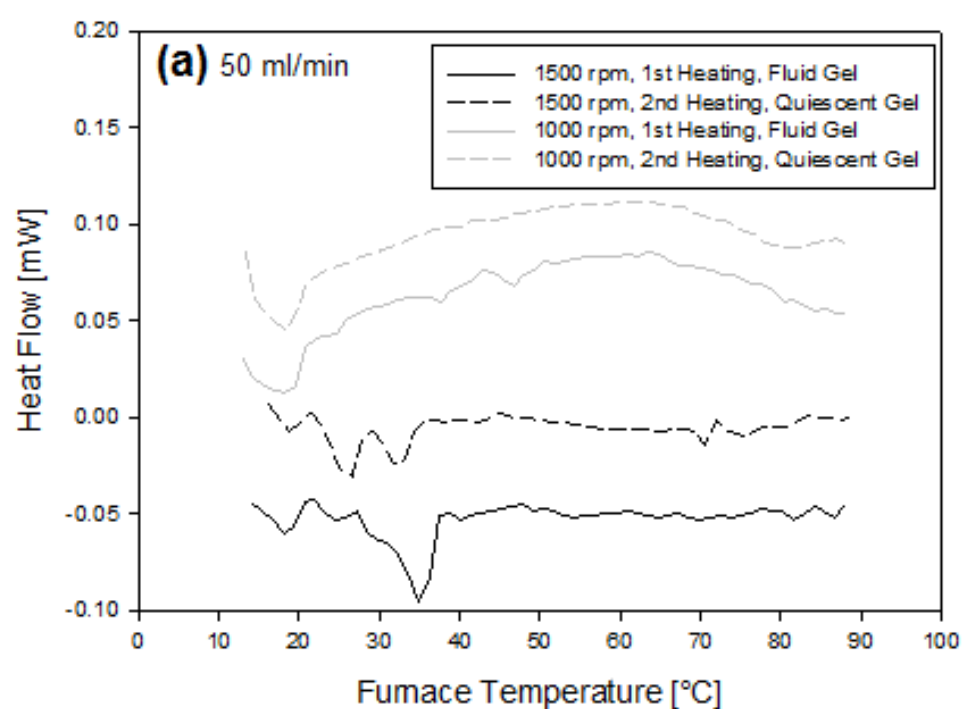 (a) 50 ml/min
1500 rpm, 1st Heating, Fluid Gel
1500 rpm, 2nd Heating, Quiescent Gel
1000 rpm, 1st Heating, Fluid Gel
1000 rpm, 2nd Heating, Quiescent Gel
Heat Flow [mW]
0.20
0.15
0.10
0.05
0.00
-0.05
-0.10
0 10 20 30 40 50 60 70 80 90 100
Furnace Temperature [°C]